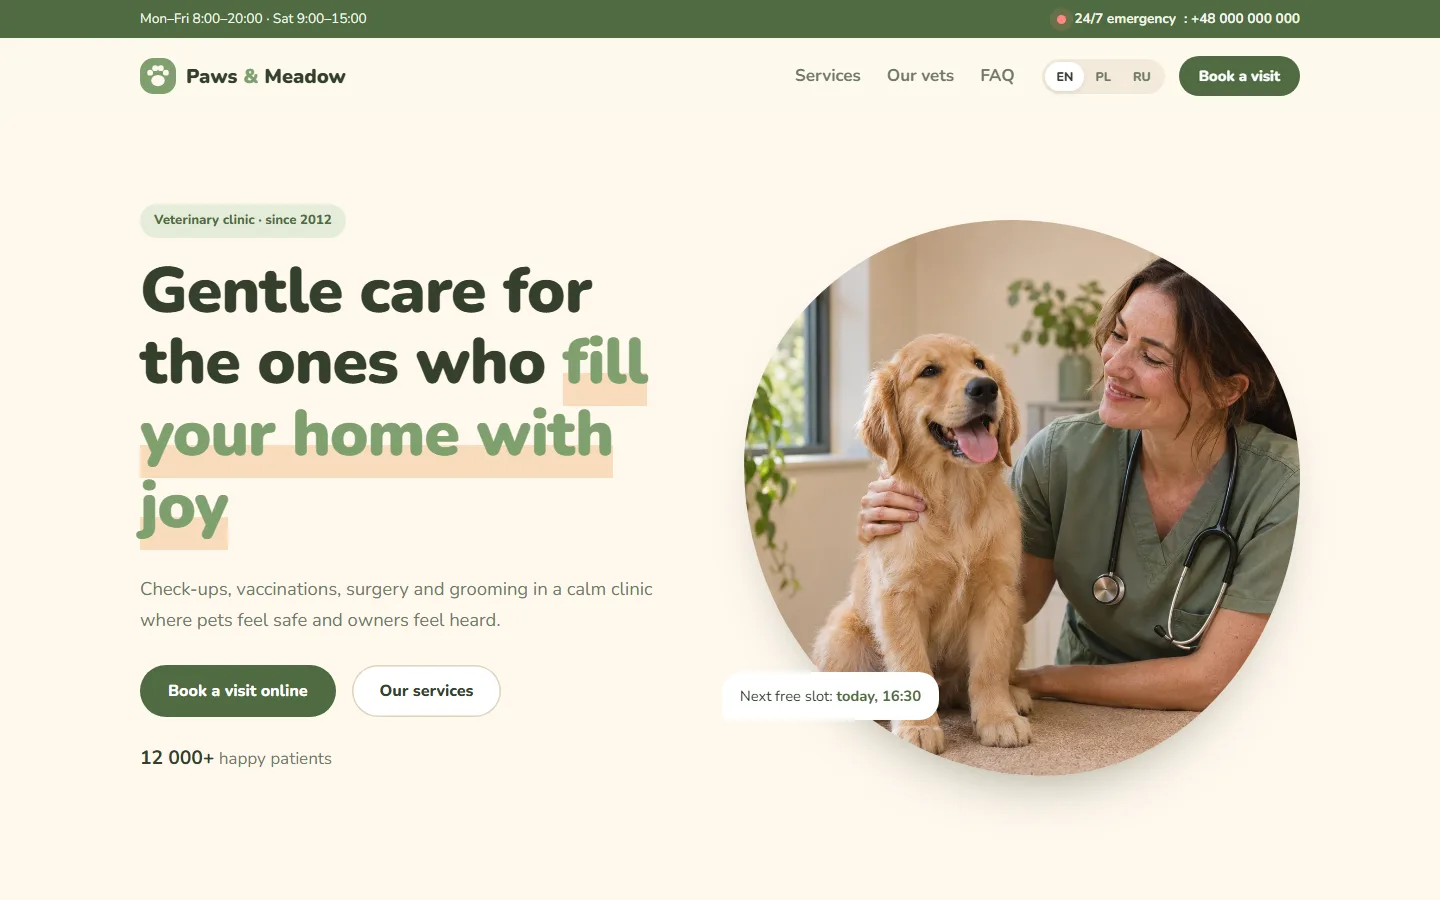 Mon–Fri 8:00–20:00 · Sat 9:00–15:00
24/7 emergency : +48 000 000 000
Paws & Meadow
Services
Our vets
FAQ
EN
PL
RU
Book a visit
Veterinary clinic · since 2012
Gentle care for
the ones who fill
your home with
joy
Check-ups, vaccinations, surgery and grooming in a calm clinic
where pets feel safe and owners feel heard.
Book a visit online
Our services
12 000+ happy patients
Next free slot: today, 16:30